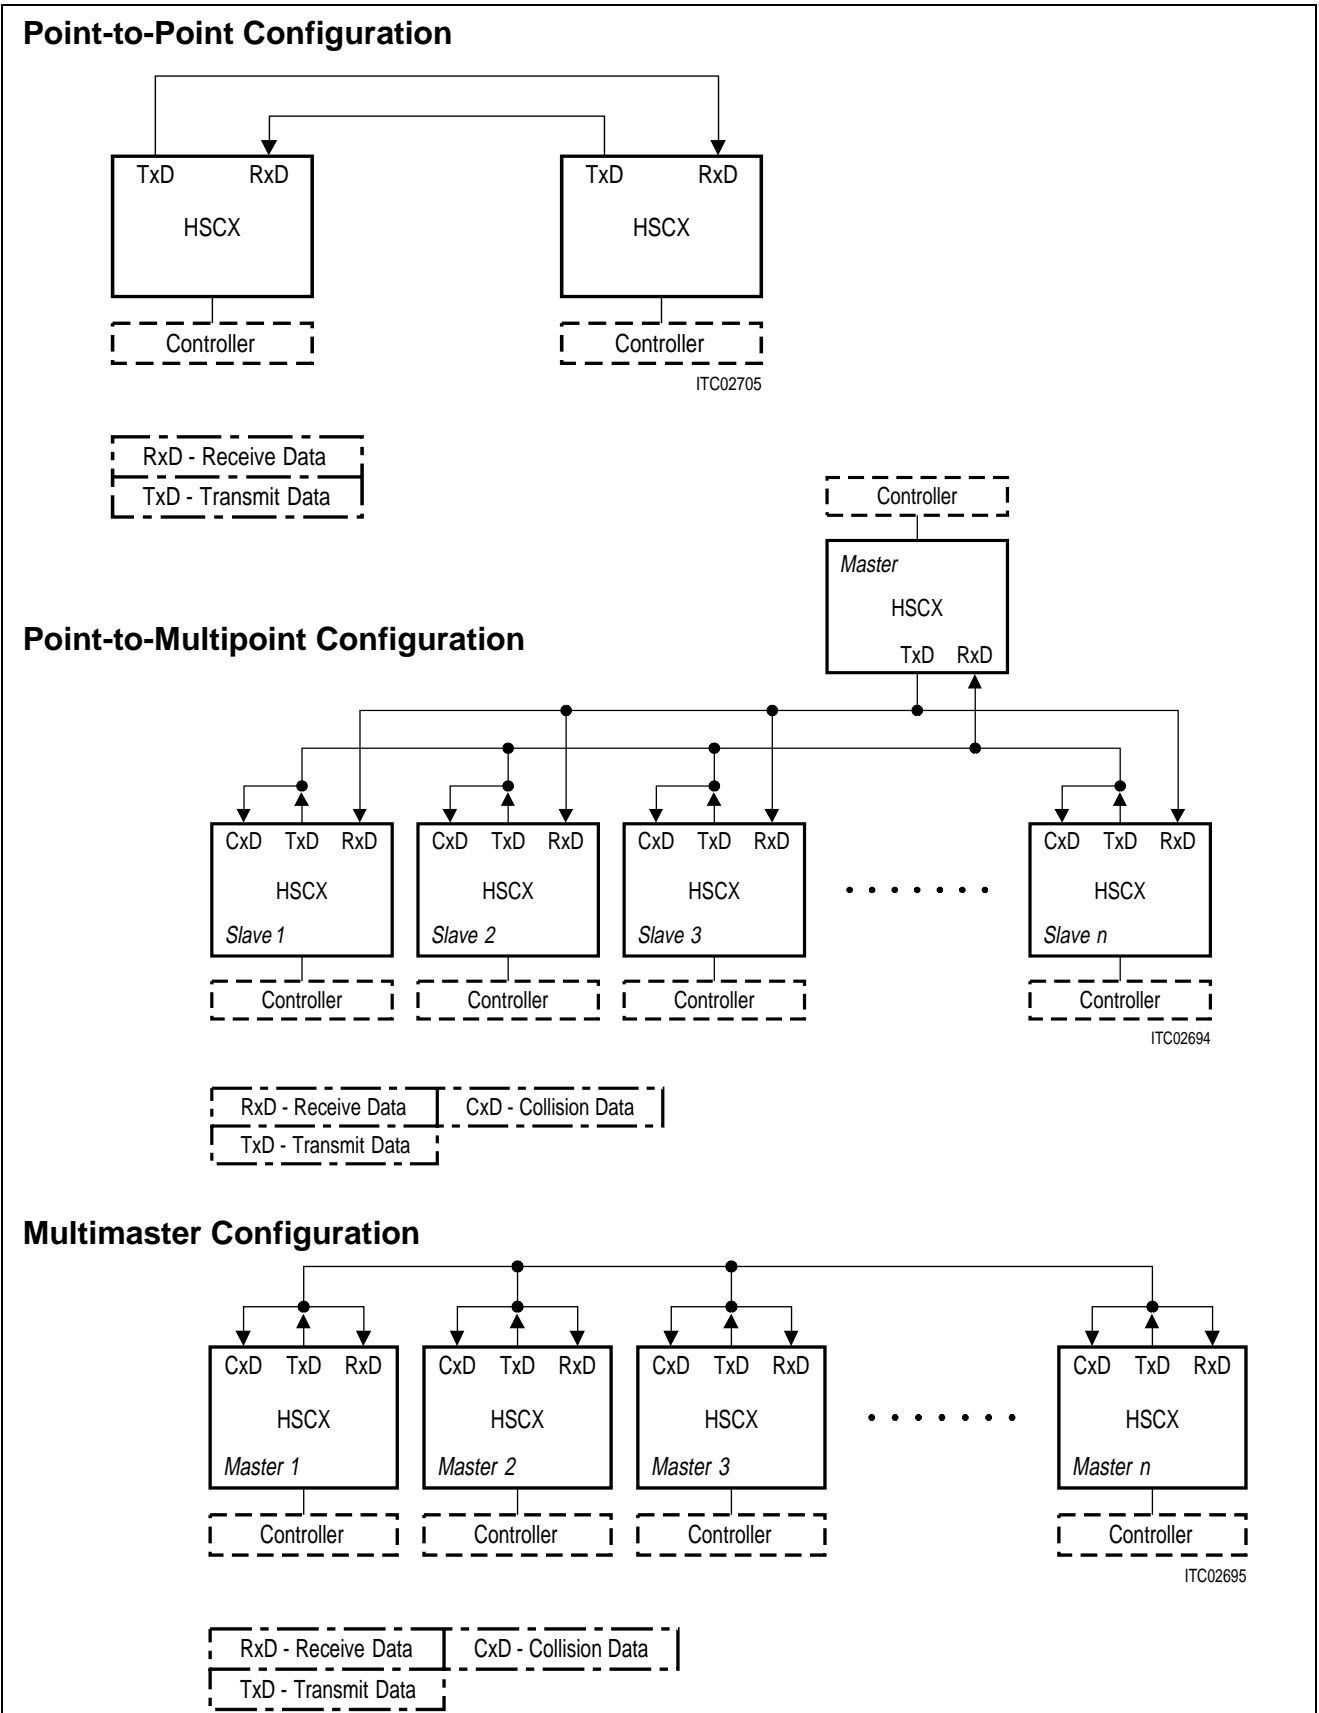 Point-to-Point Configuration
TxD RxD TxD RxD
HSCX HSCX
Controller Controller
ITC02705
RxD - Receive Data
TxD - Transmit Data
Controller
Master
HSCX
Point-to-Multipoint Configuration
TxD RxD
CxD TxD RxD CxD TxD RxD CxD TxD RxD CxD TxD RxD
HSCX HSCX HSCX HSCX
Slave 1 Slave 2 Slave 3 Slave n
Controller Controller Controller Controller
ITC02694
RxD - Receive Data CxD - Collision Data
TxD - Transmit Data
Multimaster Configuration
CxD TxD RxD CxD TxD RxD CxD TxD RxD CxD TxD RxD
HSCX HSCX HSCX HSCX
Master 1 Master 2 Master 3 Master n
Controller Controller Controller Controller
ITC02695
RxD - Receive Data CxD - Collision Data
TxD - Transmit Data